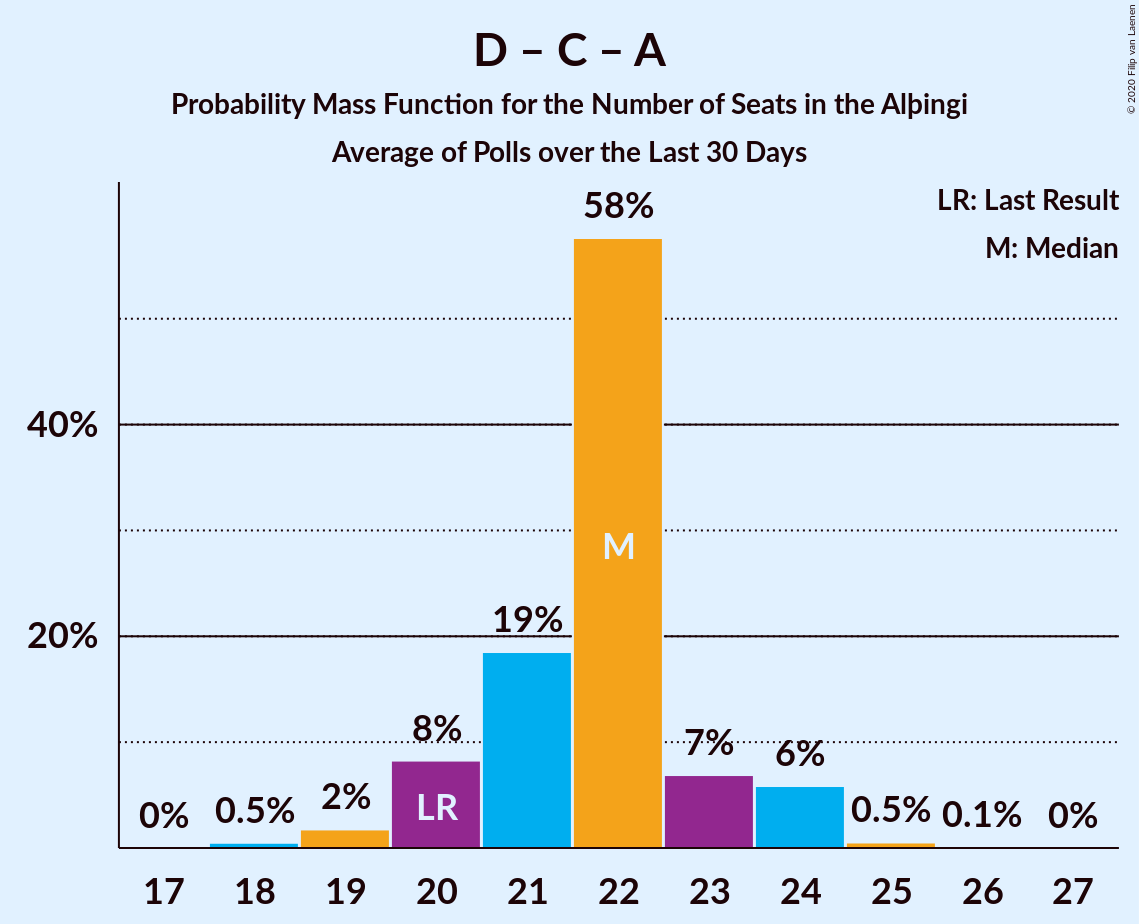 D – C – A
Probability Mass Function for the Number of Seats in the Alþingi
Average of Polls over the Last 30 Days
© 2020 Filip van Laenen
LR: Last Result
M: Median
58%
40%
M
19%
20%
8%
7%
6%
2%
0%
0.5%
LR
0.5%
0.1%
0%
17 18 19 20 21 22 23 24 25 26 27